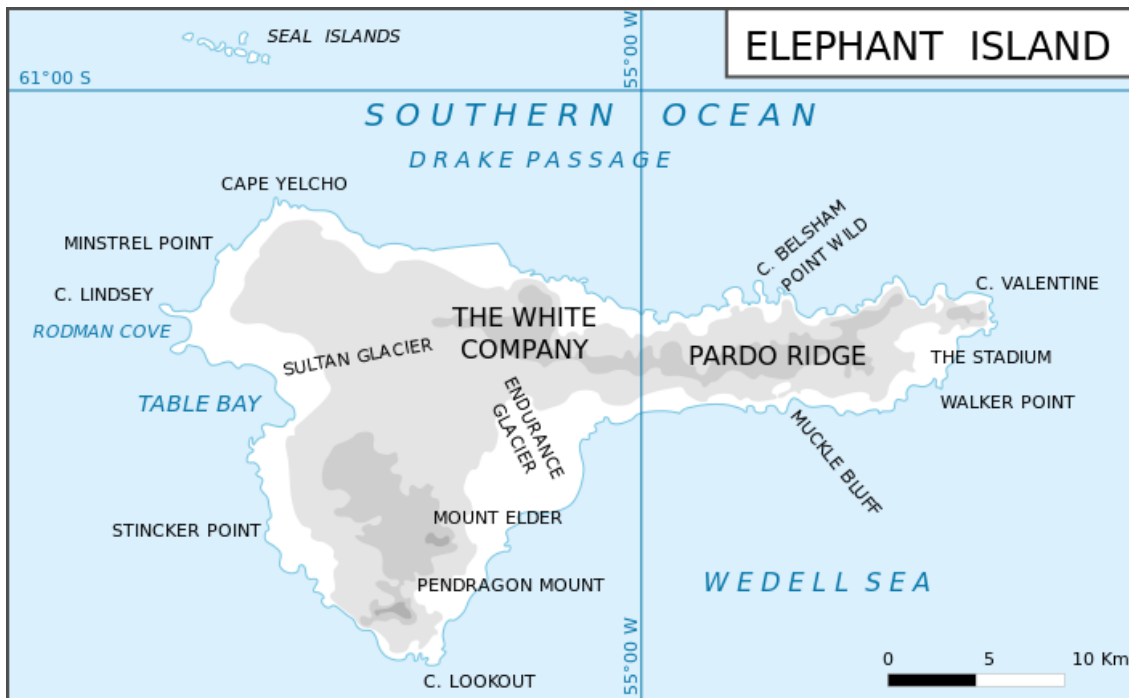 SEAL ISLANDS
55°00 W
ELEPHANT ISLAND
61°00 S
SOUTHERN OCEAN
DRAKE PASSAGE
CAPE YELCHO
MINSTREL POINT
C. BELSHAM
POINT WILD
C. LINDSEY
C. VALENTINE
RODMAN COVE
THE WHITE
COMPANY
SULTAN GLACIER
PARDO RIDGE
THE STADIUM
TABLE BAY
ENDURANCE
GLACIER
WALKER POINT
MUCKLE BLUFF
STINCKER POINT
MOUNT ELDER
PENDRAGON MOUNT
WEDELL SEA
55°00 W
0 5 10 Km
C. LOOKOUT